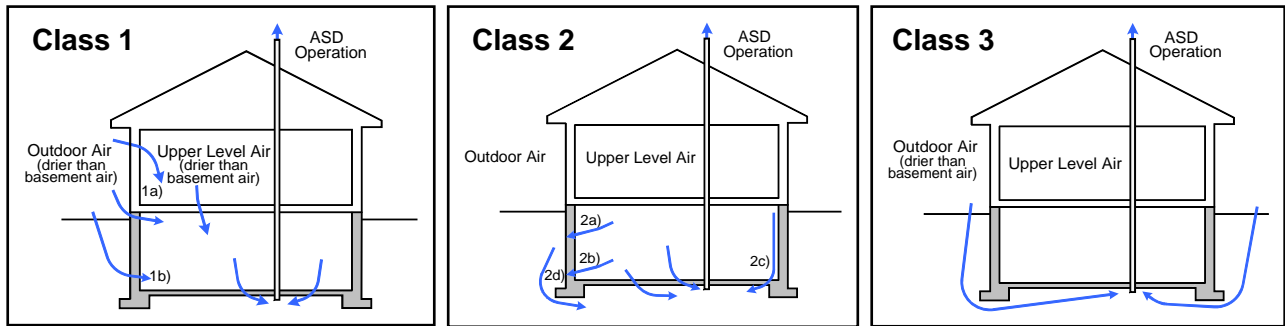 Class 1
ASD
Operation
Outdoor Air
(drier than
basement air)
Upper Level Air
(drier than
basement air)
1a)
1b)
Class 2
ASD
Operation
Outdoor Air
Upper Level Air
2a)
2b)
2c)
2d)
Class 3
ASD
Operation
Outdoor Air
(drier than
basement air)
Upper Level Air